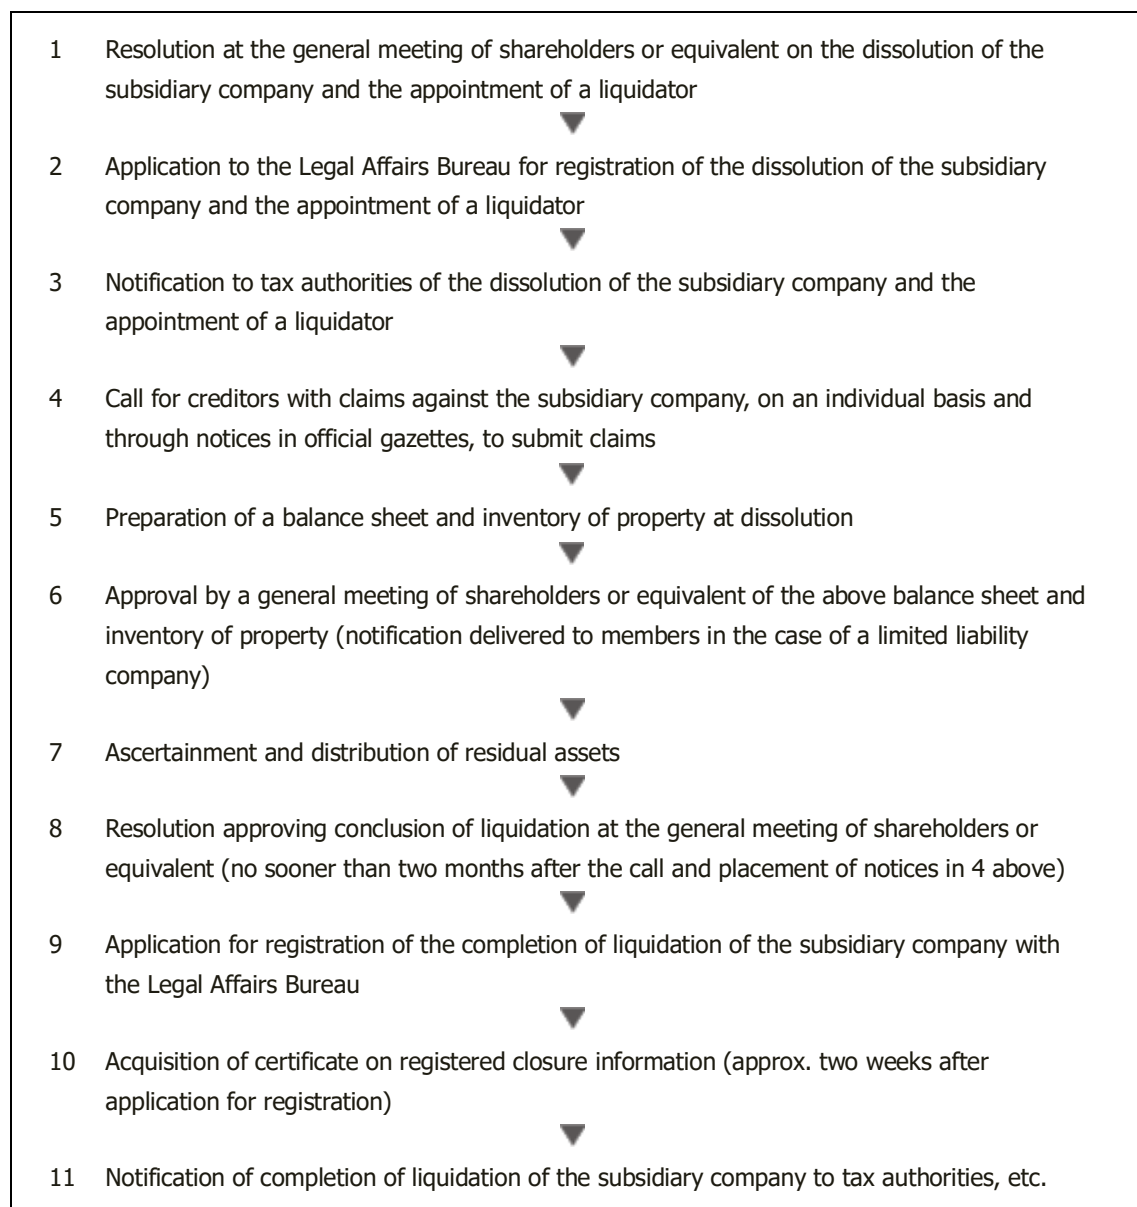 1 Resolution at the general meeting of shareholders or equivalent on the dissolution of the
subsidiary company and the appointment of a liquidator
2 Application to the Legal Affairs Bureau for registration of the dissolution of the subsidiary
company and the appointment of a liquidator
3 Notification to tax authorities of the dissolution of the subsidiary company and the
appointment of a liquidator
4 Call for creditors with claims against the subsidiary company, on an individual basis and
through notices in official gazettes, to submit claims
5 Preparation of a balance sheet and inventory of property at dissolution
6 Approval by a general meeting of shareholders or equivalent of the above balance sheet and
inventory of property (notification delivered to members in the case of a limited liability
company)
7 Ascertainment and distribution of residual assets
8 Resolution approving conclusion of liquidation at the general meeting of shareholders or
equivalent (no sooner than two months after the call and placement of notices in 4 above)
9 Application for registration of the completion of liquidation of the subsidiary company with
the Legal Affairs Bureau
10 Acquisition of certificate on registered closure information (approx. two weeks after
application for registration)
11 Notification of completion of liquidation of the subsidiary company to tax authorities, etc.